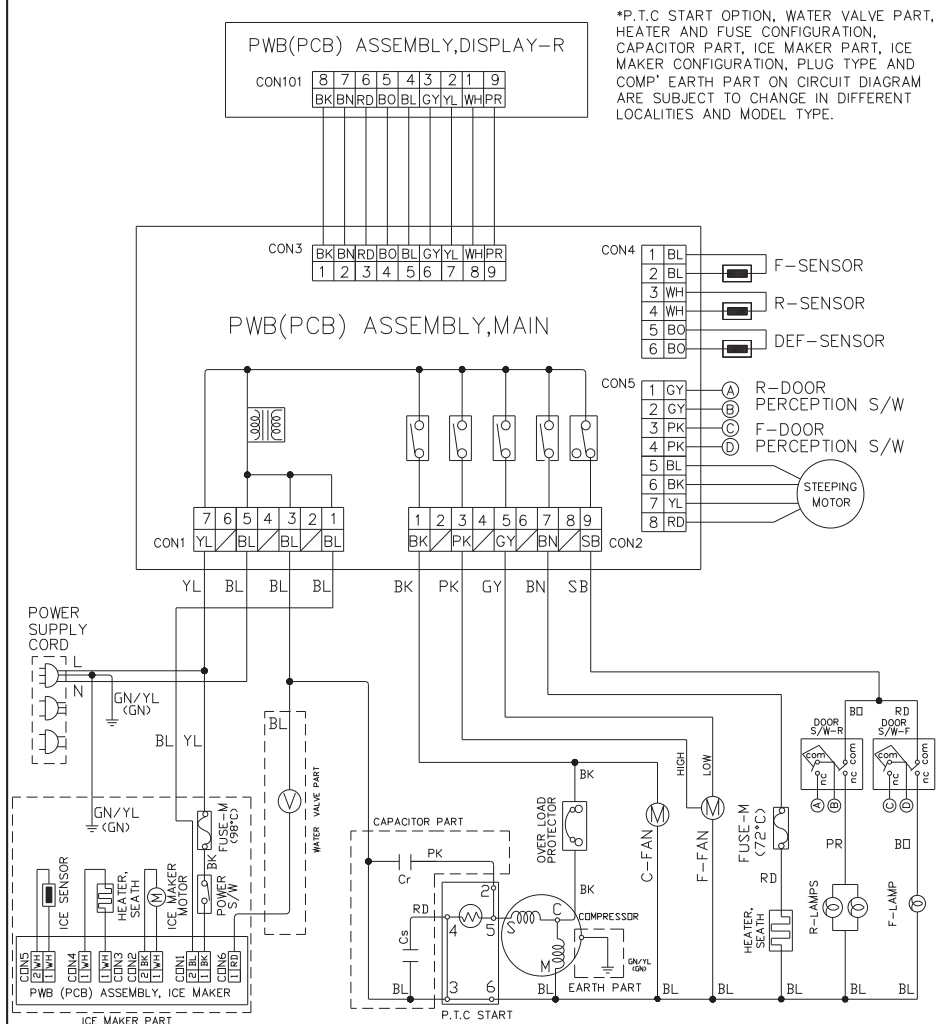 *P.T.C START OPTION, WATER VALVE PART,
HEATER AND FUSE CONFIGURATION,
CAPACITOR PART, ICE MAKER PART, ICE
MAKER CONFIGURATION, PLUG TYPE AND
COMP' EARTH PART ON CIRCUIT DIAGRAM
ARE SUBJECT TO CHANGE IN DIFFERENT
LOCALITIES AND MODEL TYPE.
PWB(PCB) ASSEMBLY,DISPLAY-R
CON101
8 7 6 5 4 3 2 1 9
BK BN RD BO BL GY YL WH PR
CON3
BK BN RD BO BL GY YL WH PR
1 2 3 4 5 6 7 8 9
PWB(PCB) ASSEMBLY,MAIN
CON4
1 BL
2 BL
F-SENSOR
3 WH
4 WH
R-SENSOR
5 BO
6 BO
DEF-SENSOR
CON5
1 GY A
2 GY B
R-DOOR
PERCEPTION S/W
3 PK C
4 PK D
F-DOOR
PERCEPTION S/W
5 BL
6 BK
7 YL
8 RD
STEEPING
MOTOR
7 6 5 4 3 2 1
CON1 YL BL BL BL
1 2 3 4 5 6 7 8 9
BK PK GY BN SB CON2
YL BL BL BL BK PK GY BN SB
POWER
SUPPLY
CORD
L
N
GN/YL
(GN)
BL YL
GN/YL
(GN)
FUSE-M
(98°C)
BK
POWER
S/W
ICE SENSOR
HEATER,
SEATH
ICE MAKER
MOTOR
M
CON5 2 WH 1 WH
CON4 1 WH
CON3 1 WH
CON2 2 BK 1 WH
CON1 2 BL 1 BK
CON6 1 RD
PWB (PCB) ASSEMBLY, ICE MAKER
ICE MAKER PART
BL
V
WATER VALVE PART
CAPACITOR PART
PK
Cr
RD
Cs
BL
2
4 5
3 6
P.T.C START
OVER LOAD
PROTECTOR
BK
BK
S C M
COMPRESSOR
GN/YL
(GN)
EARTH PART
BL
M
C-FAN
BL
HIGH
LOW
M
F-FAN
BL
FUSE-M
(72°C)
RD
HEATER,
SEATH
BL
BO
RD
DOOR
S/W-R
DOOR
S/W-F
com com
nc nc
com com
nc nc
A B
C D
PR
BO
R-LAMPS
F-LAMP
BL
BL